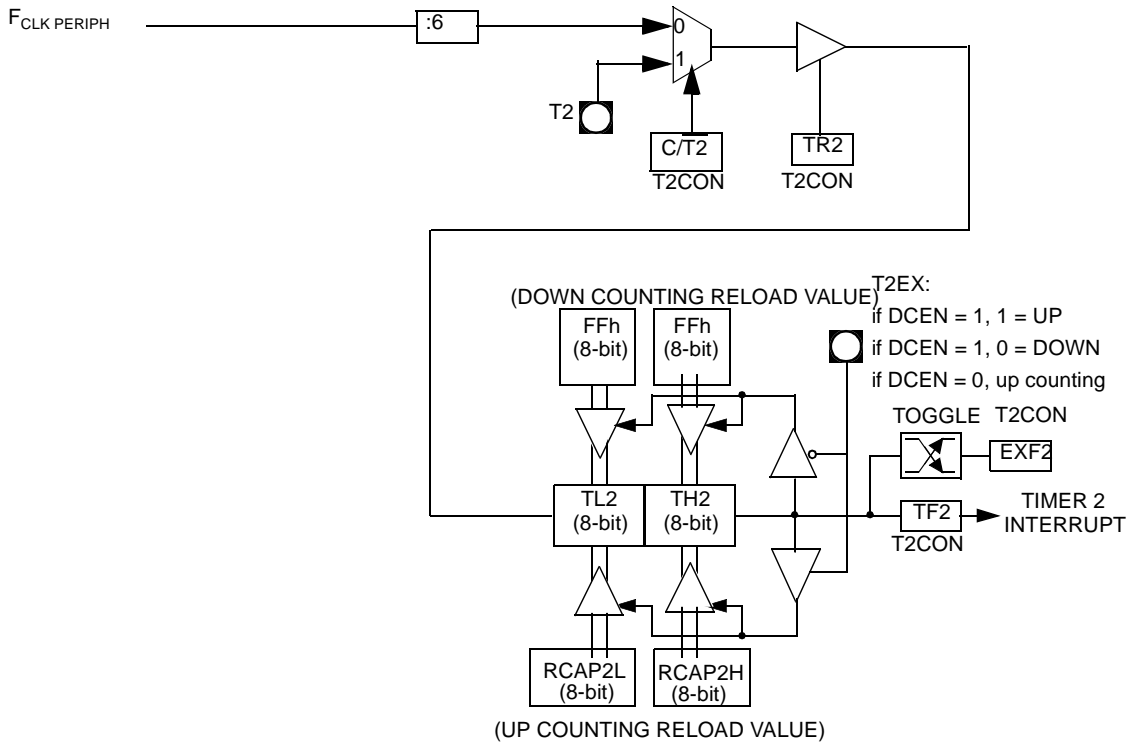 FCLK PERIPH
:6
0
1
T2
C/T2
TR2
T2CON
T2CON
T2EX:
(DOWN COUNTING RELOAD VALUE)
if DCEN = 1, 1 = UP
FFh
(8-bit)
FFh
(8-bit)
if DCEN = 1, 0 = DOWN
if DCEN = 0, up counting
TOGGLE
T2CON
EXF2
TL2
(8-bit)
TH2
(8-bit)
TF2
T2CON
TIMER 2
INTERRUPT
RCAP2L
(8-bit)
RCAP2H
(8-bit)
(UP COUNTING RELOAD VALUE)